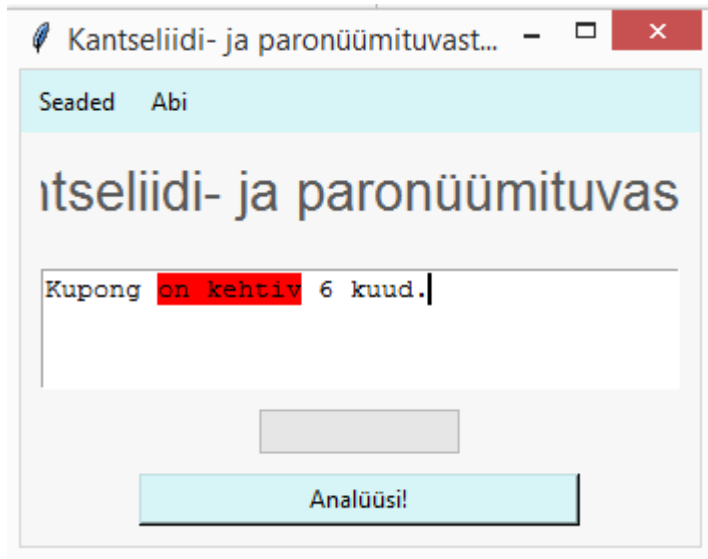 Kantseliidi- ja paronüümituvast...
Seaded Abi
ntseliidi- ja paronüümituvas
Kupong on kehtiv 6 kuud.
Analüüsi!